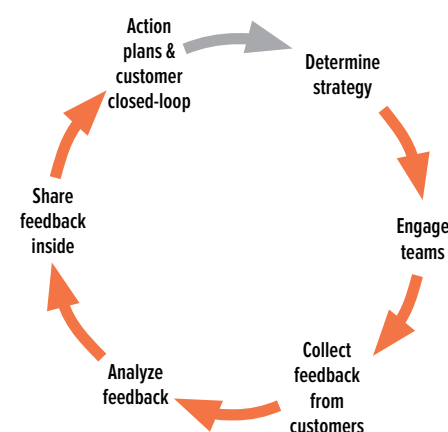 Action
plans &
customer
closed-loop
Determine
strategy
Engage
teams
Collect
feedback
from
customers
Analyze
feedback
Share
feedback
inside